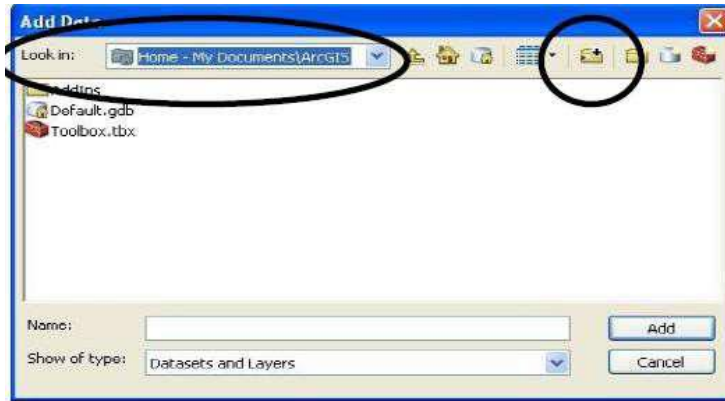 Add Data
Look in: Home - My Documents\ArcGIS
AddIns
Default.gdb
Toolbox.tbx
Name: Add
Show of type: Datasets and Layers Cancel